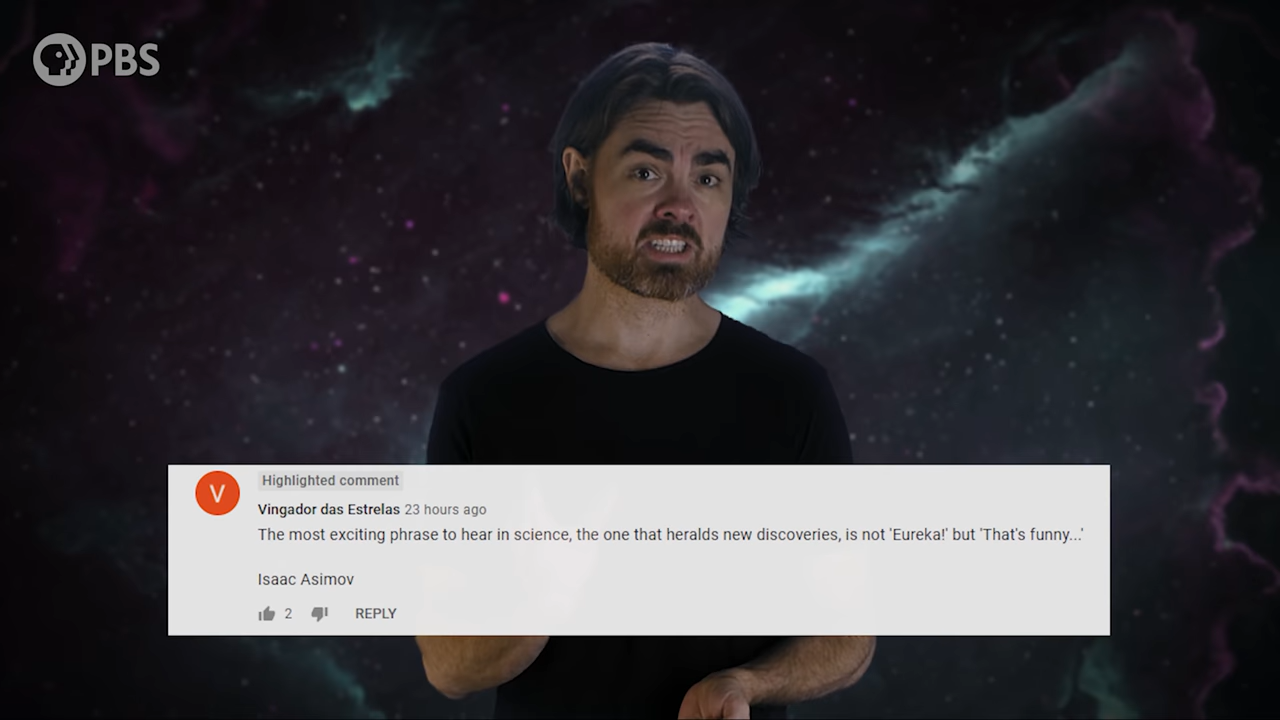 PBS
Highlighted comment
V
Vingador das Estrelas 23 hours ago
The most exciting phrase to hear in science, the one that heralds new discoveries, is not 'Eureka!' but 'That's funny...'
Isaac Asimov
2 REPLY